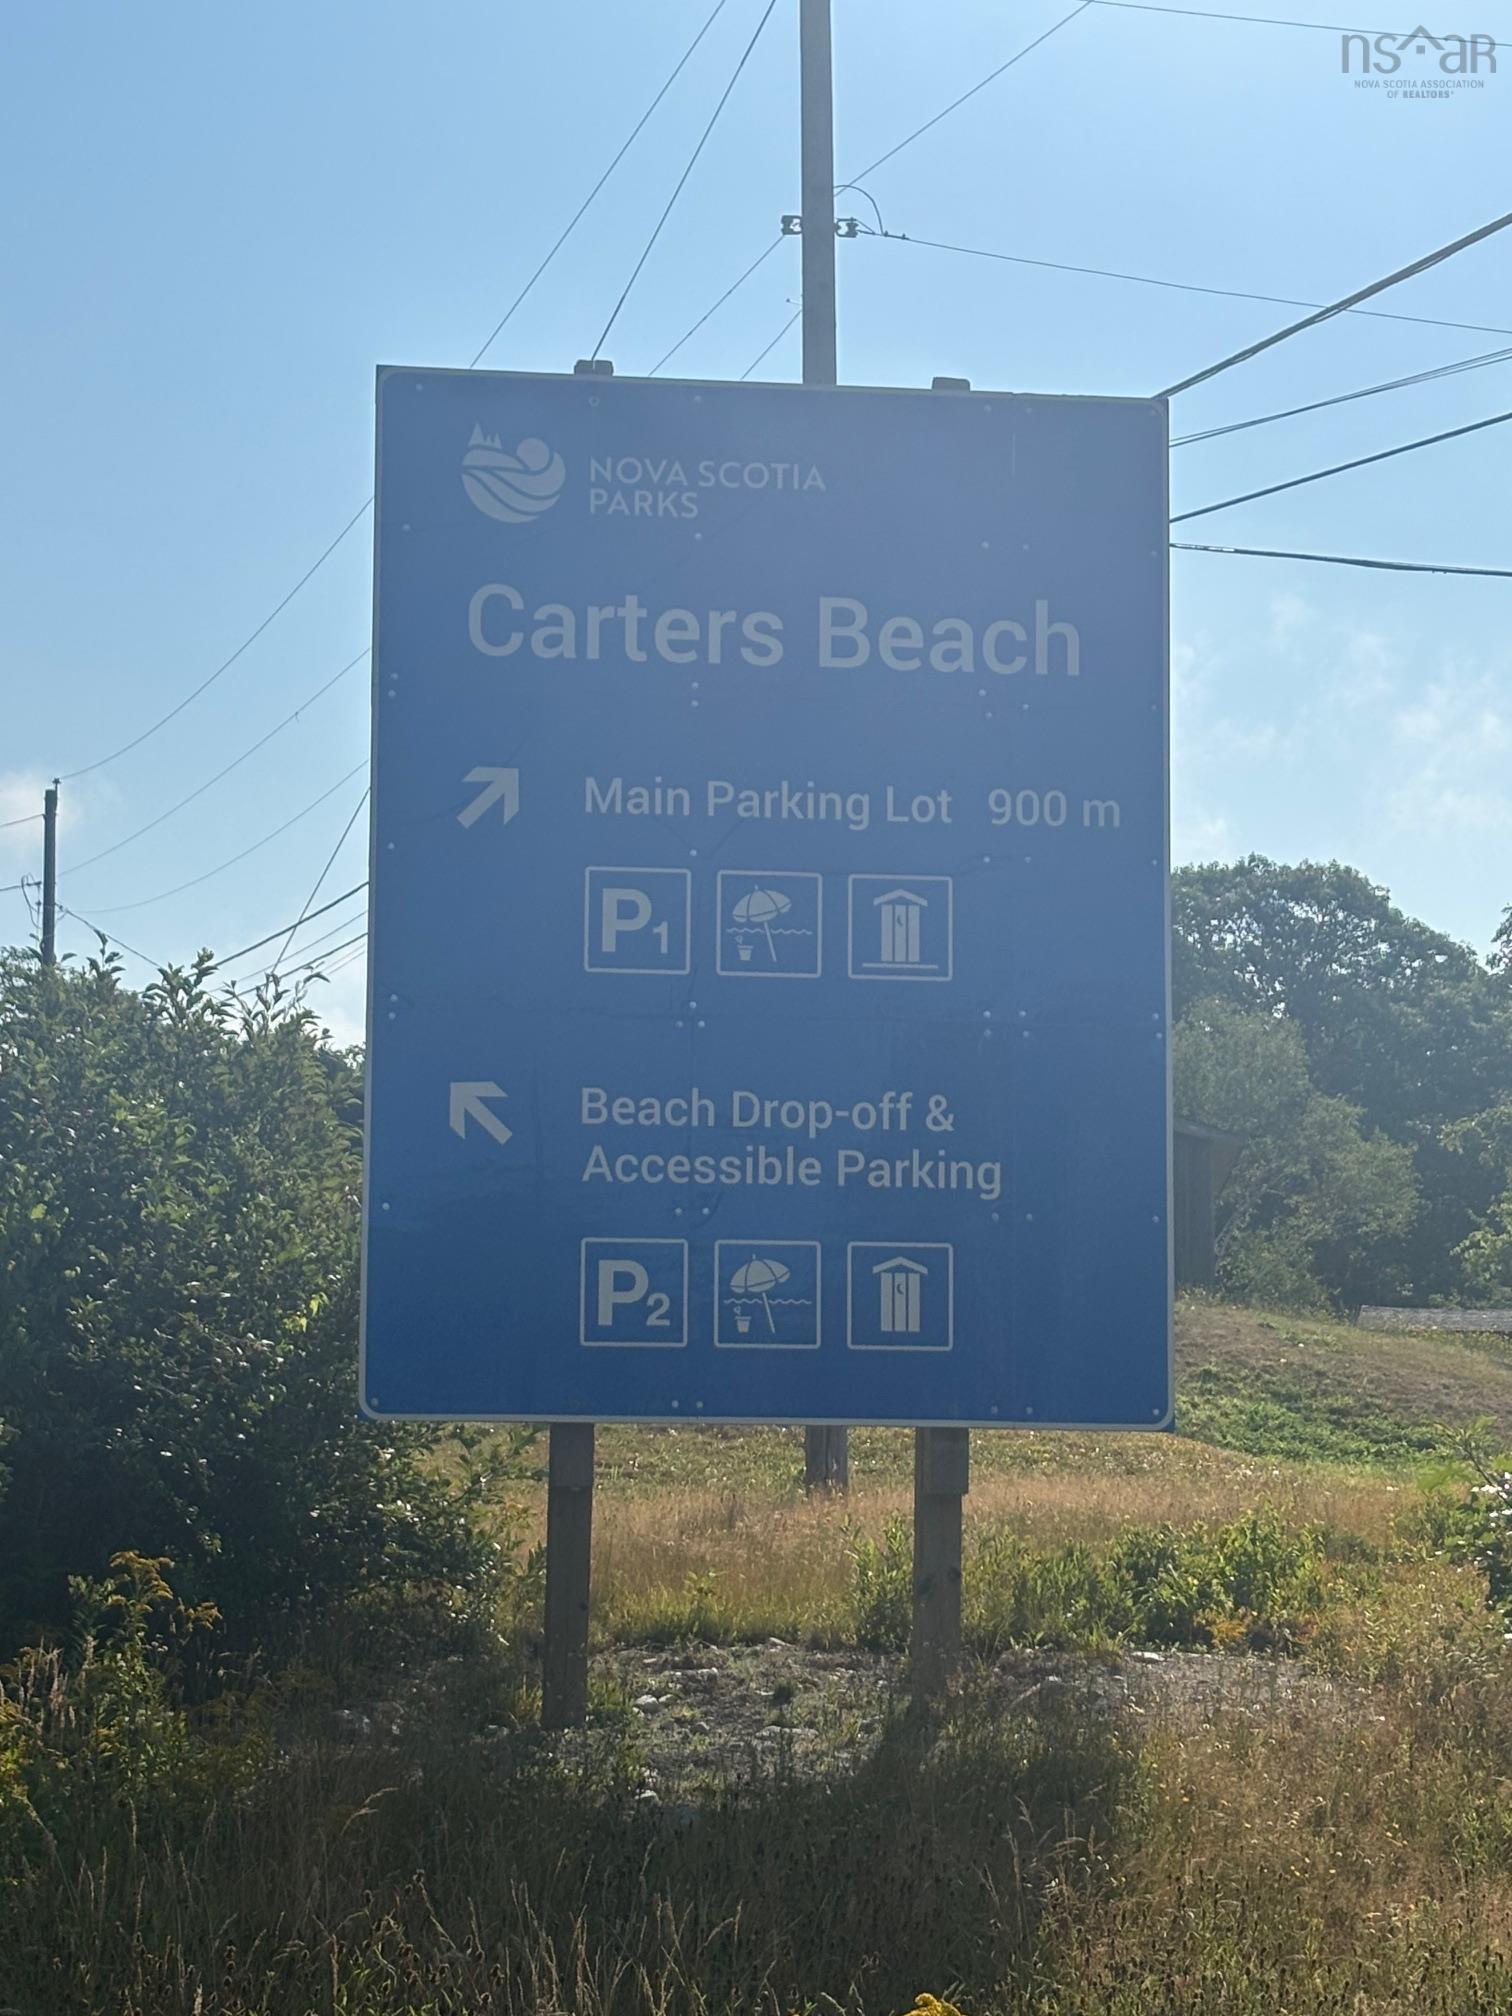 nsar
NOVA SCOTIA ASSOCIATION
OF REALTORS®
NOVA SCOTIA
PARKS
Carters Beach
Main Parking Lot 900 m
P1
Beach Drop-off &
Accessible Parking
P2